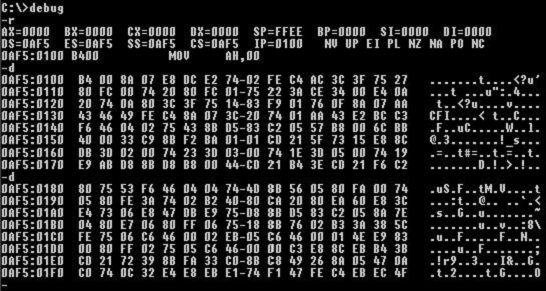 C:\>debug
-r
AX=0000 BX=0000 CX=0000 DX=0000 SP=FFEE BP=0000 SI=0000 DI=0000
DS=0AF5 ES=0AF5 SS=0AF5 CS=0AF5 IP=0100 NV UP EI PL NZ NA PO NC
0AF5:0100 B400 MOV AH,00
-d
0AF5:0100 B4 00 8A 07 E8 DC E2 74-02 FE C4 AC 3C 3F 75 27 .......t....<?u'
0AF5:0110 80 FC 00 74 20 80 FC 01-75 22 3A CE 34 00 E4 0A
0AF5:0120 20 74 0A 80 3C 3F 75 14-83 F9 01 76 0F 8A 07 AA
0AF5:0130 43 46 49 FE C4 8A 07 3C-20 74 01 AA 43 E2 BC C3 CFI....< t..C...
0AF5:0140 F6 46 04 02 75 43 8B D5-83 C2 05 57 B8 00 6C BB .F..uC.....W..l.
0AF5:0150 40 00 33 C9 8B F2 BA 01-01 CD 21 5F 73 15 E8 8C @.3.......!_s...
0AF5:0160 DB 3D 02 00 74 23 3D 03-00 74 1E 3D 05 00 74 19 .=..t#=..t.=..t.
0AF5:0170 E9 AB D8 8B D8 B8 00 44-CD 21 B4 3E CD 21 F6 C2 .......D.!.>.!..
-d
0AF5:0180 80 75 53 F6 46 04 04 74-4D 8B 56 05 80 FA 00 74 .uS.F..tM.V....t
0AF5:0190 05 80 FE 3A 74 02 B2 40-80 CA 20 80 EA 60 E8 3C ...:t..@.. ..`.<
0AF5:01A0 E4 73 06 E8 47 DB E9 75-D8 8B D5 83 C2 05 8A 7E .s..G..u.......~
0AF5:01B0 04 80 E7 06 80 FF 06 75-18 8B 76 02 B3 3A 38 5C .......u..v..:8\
0AF5:01C0 FE 75 06 C6 46 00 02 EB-05 C6 46 00 01 4E E9 83 .u..F.....F..N..
0AF5:01D0 00 80 FF 02 75 05 C6 46-00 00 C3 E8 8C EB B4 3B ....u..F.......;
0AF5:01E0 CD 21 72 39 8B FA 33 C0-8B C8 49 26 8A 05 47 0A .!r9..3...I&..G.
0AF5:01F0 C0 74 0C 32 E4 E8 EB E1-74 F1 47 FE C4 EB EC 4F .t.2....t.G....O
-